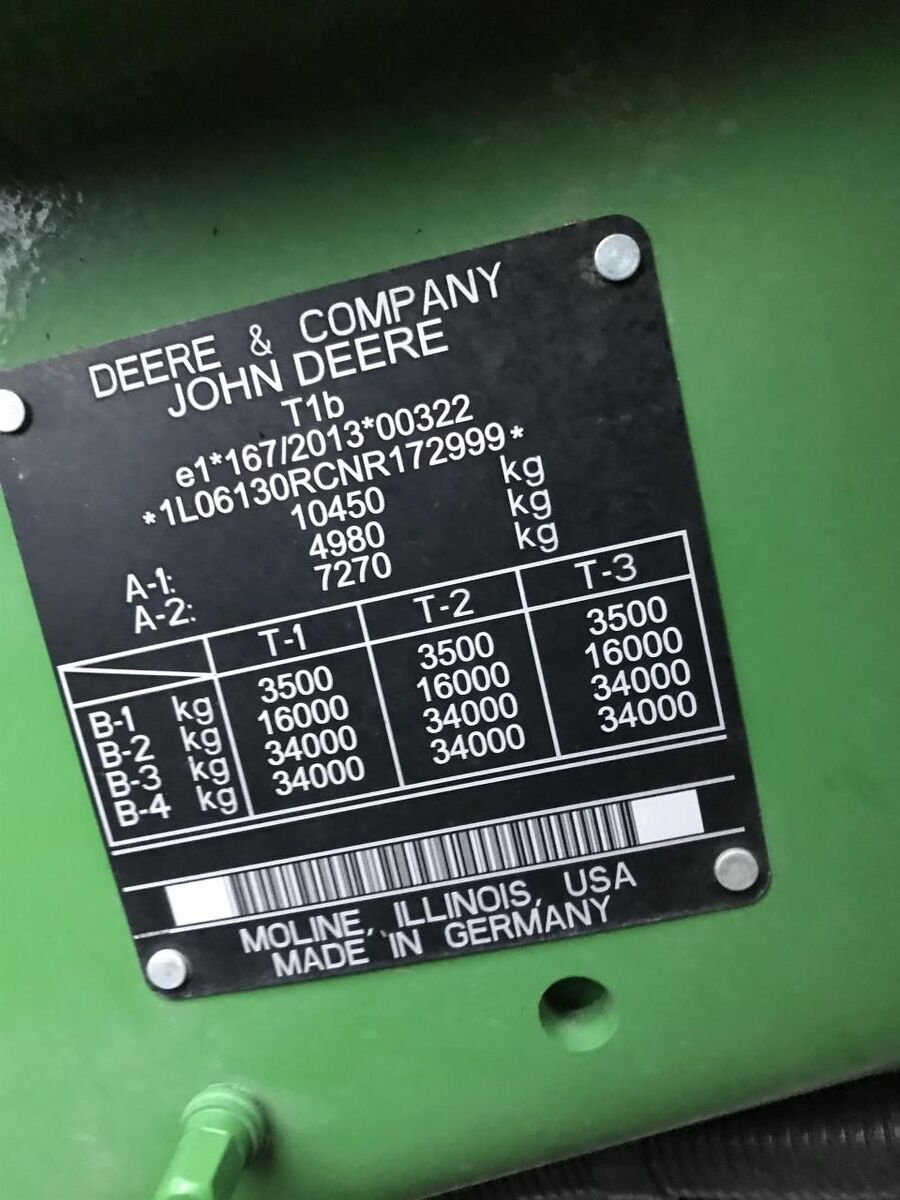 DEERE & COMPANY
JOHN DEERE
T1b
e1*167/2013*00322
*1L06130RCNR172999*
10450 kg
A-1: 4980 kg
A-2: 7270 kg
T-1 T-2 T-3
B-1 kg 3500 3500 3500
B-2 kg 16000 16000 16000
B-3 kg 34000 34000 34000
B-4 kg 34000 34000 34000
MOLINE, ILLINOIS, USA
MADE IN GERMANY